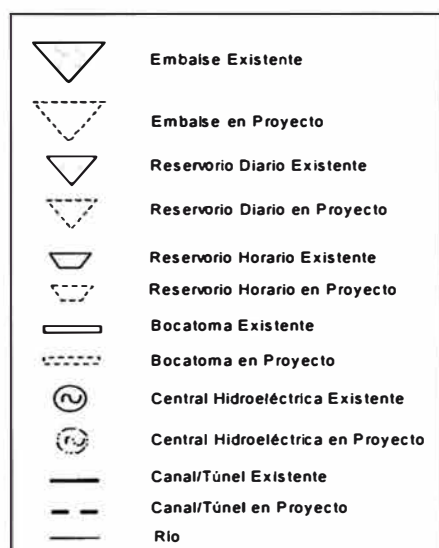 Embalse Existente
Embalse en Proyecto
Reservorio Diario Existente
Reservorio Diario en Proyecto
Reservorio Horario Existente
Reservorio Horario en Proyecto
Bocatoma Existente
Bocatoma en Proyecto
Central Hidroeléctrica Existente
Central Hidroeléctrica en Proyecto
Canal/Túnel Existente
Canal/Túnel en Proyecto
Río